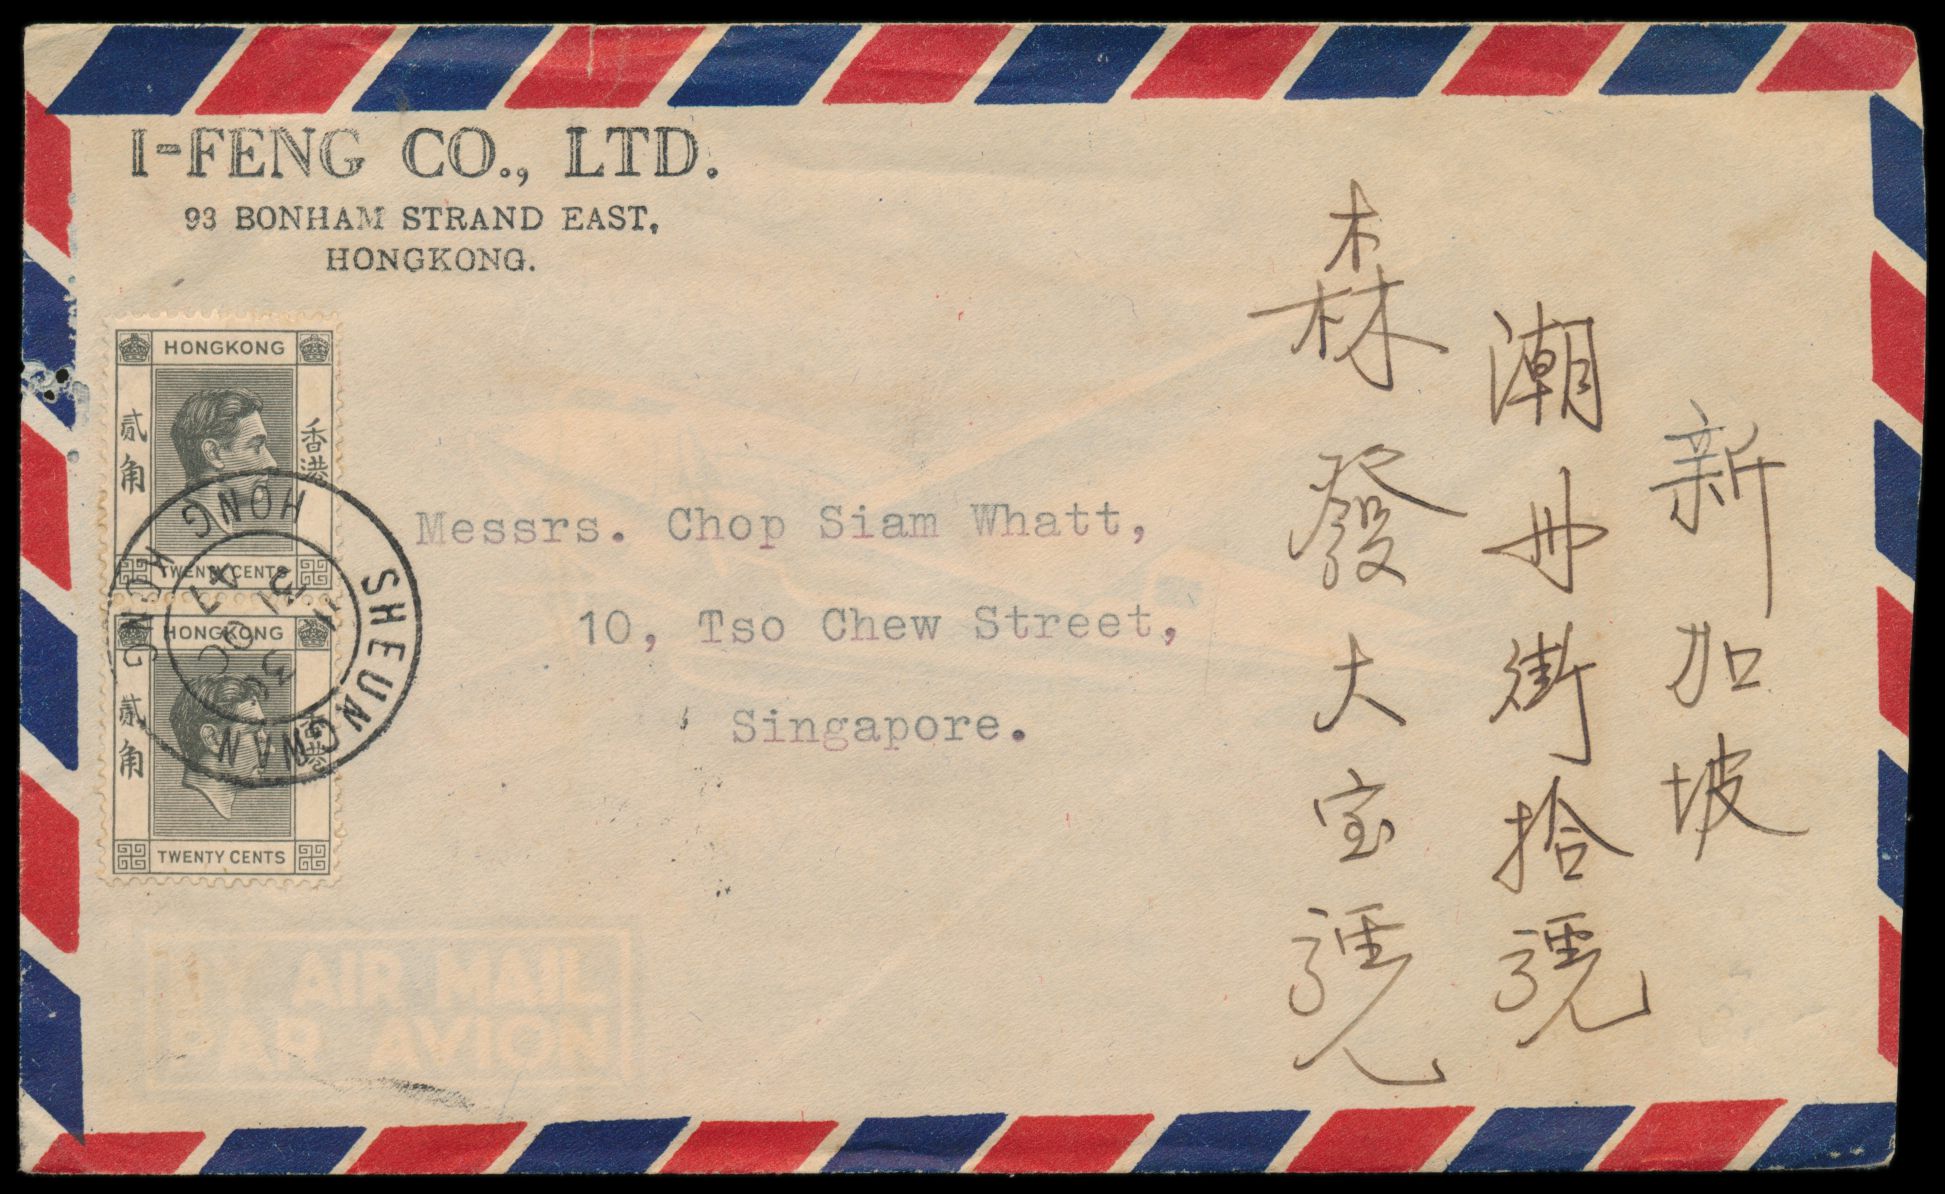 I-FENG CO., LTD.
93 BONHAM STRAND EAST,
HONGKONG.
HONGKONG
貳角
香港
TWENTY CENTS
HONGKONG
貳角
TWENTY CENTS
SHEUNG WAN
HONG KONG
Messrs. Chop Siam Whatt,
10, Tso Chew Street,
Singapore.
新加坡
潮州街拾號
森發大宝號
AIR MAIL
PAR AVION